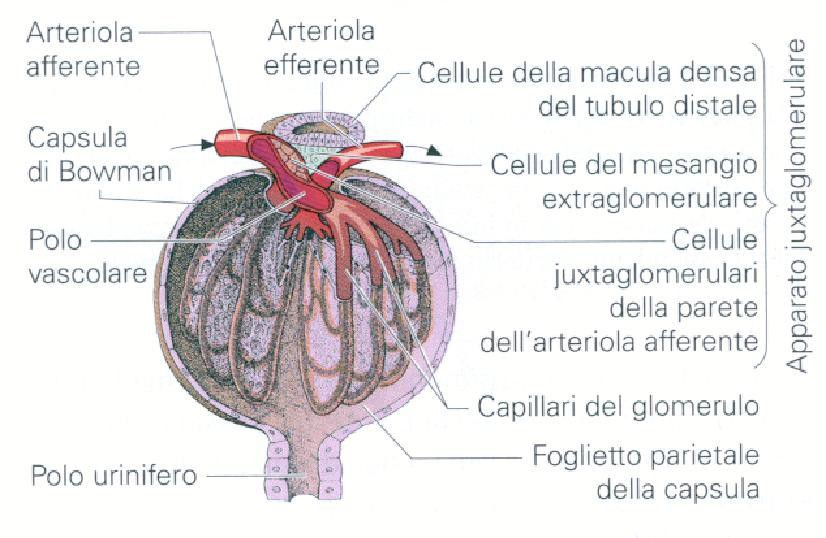 Arteriola
afferente
Arteriola
efferente
Cellule della macula densa
del tubulo distale
Capsula
di Bowman
Cellule del mesangio
extraglomerulare
Polo
vascolare
Cellule
juxtaglomerulari
della parete
dell'arteriola afferente
Apparato juxtaglomerulare
Capillari del glomerulo
Foglietto parietale
della capsula
Polo urinifero